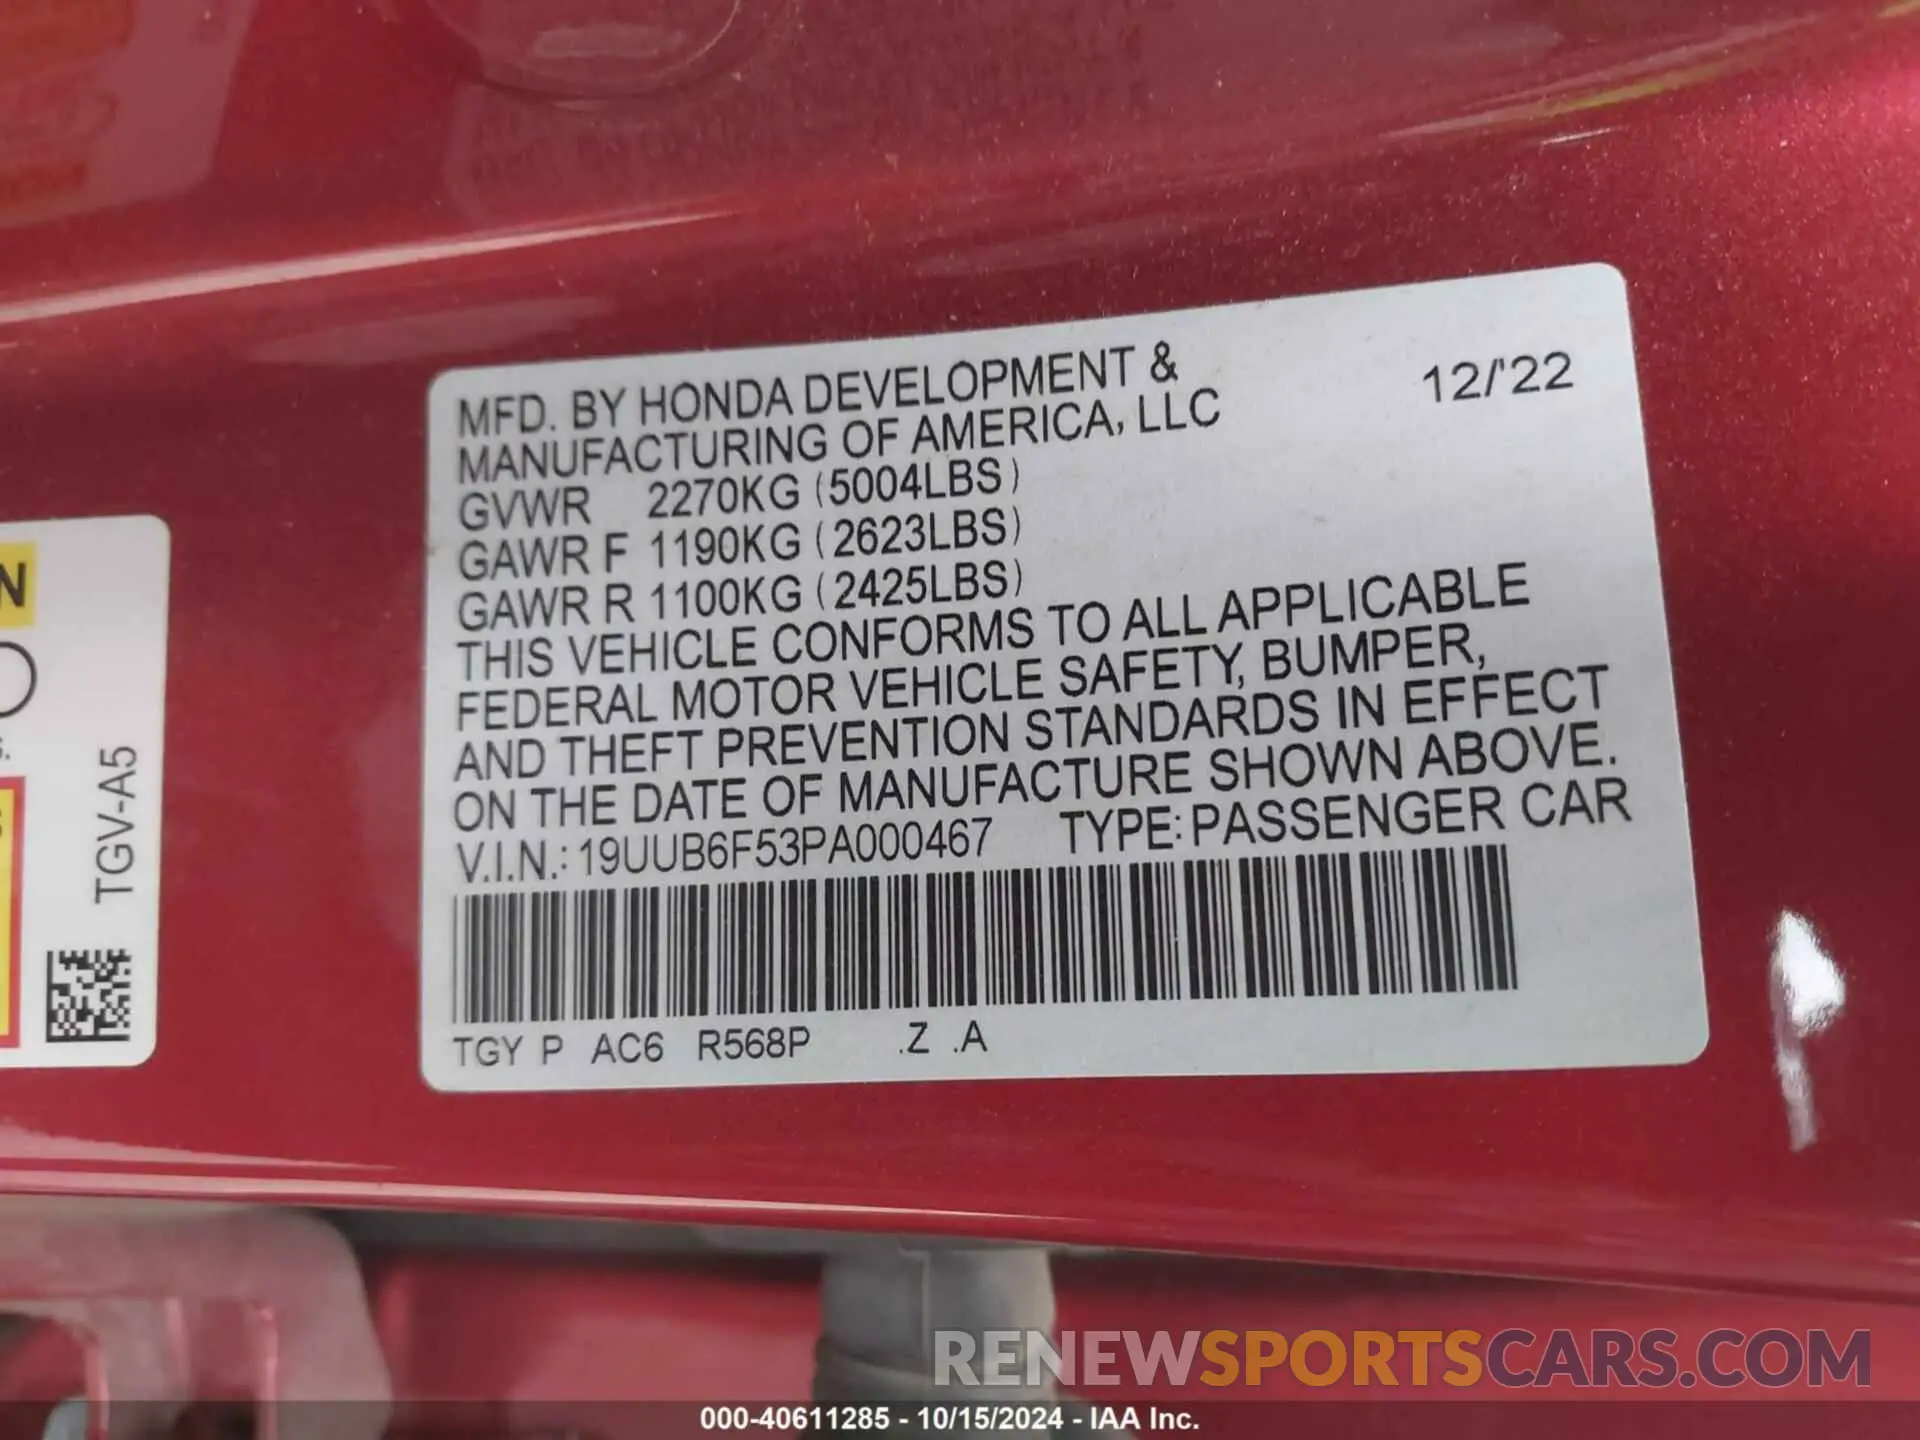 MFD. BY HONDA DEVELOPMENT & 12/'22
MANUFACTURING OF AMERICA, LLC
GVWR 2270KG (5004LBS)
GAWR F 1190KG (2623LBS)
GAWR R 1100KG (2425LBS)
THIS VEHICLE CONFORMS TO ALL APPLICABLE
FEDERAL MOTOR VEHICLE SAFETY, BUMPER,
AND THEFT PREVENTION STANDARDS IN EFFECT
ON THE DATE OF MANUFACTURE SHOWN ABOVE.
V.I.N.: 19UUB6F53PA000467 TYPE: PASSENGER CAR
TGY P AC6 R568P .Z .A
TGV-A5
RENEWSPORTSCARS.COM
000-40611285 - 10/15/2024 - IAA Inc.